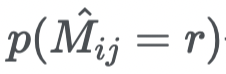 $p(\hat{M}_{ij} = r)$